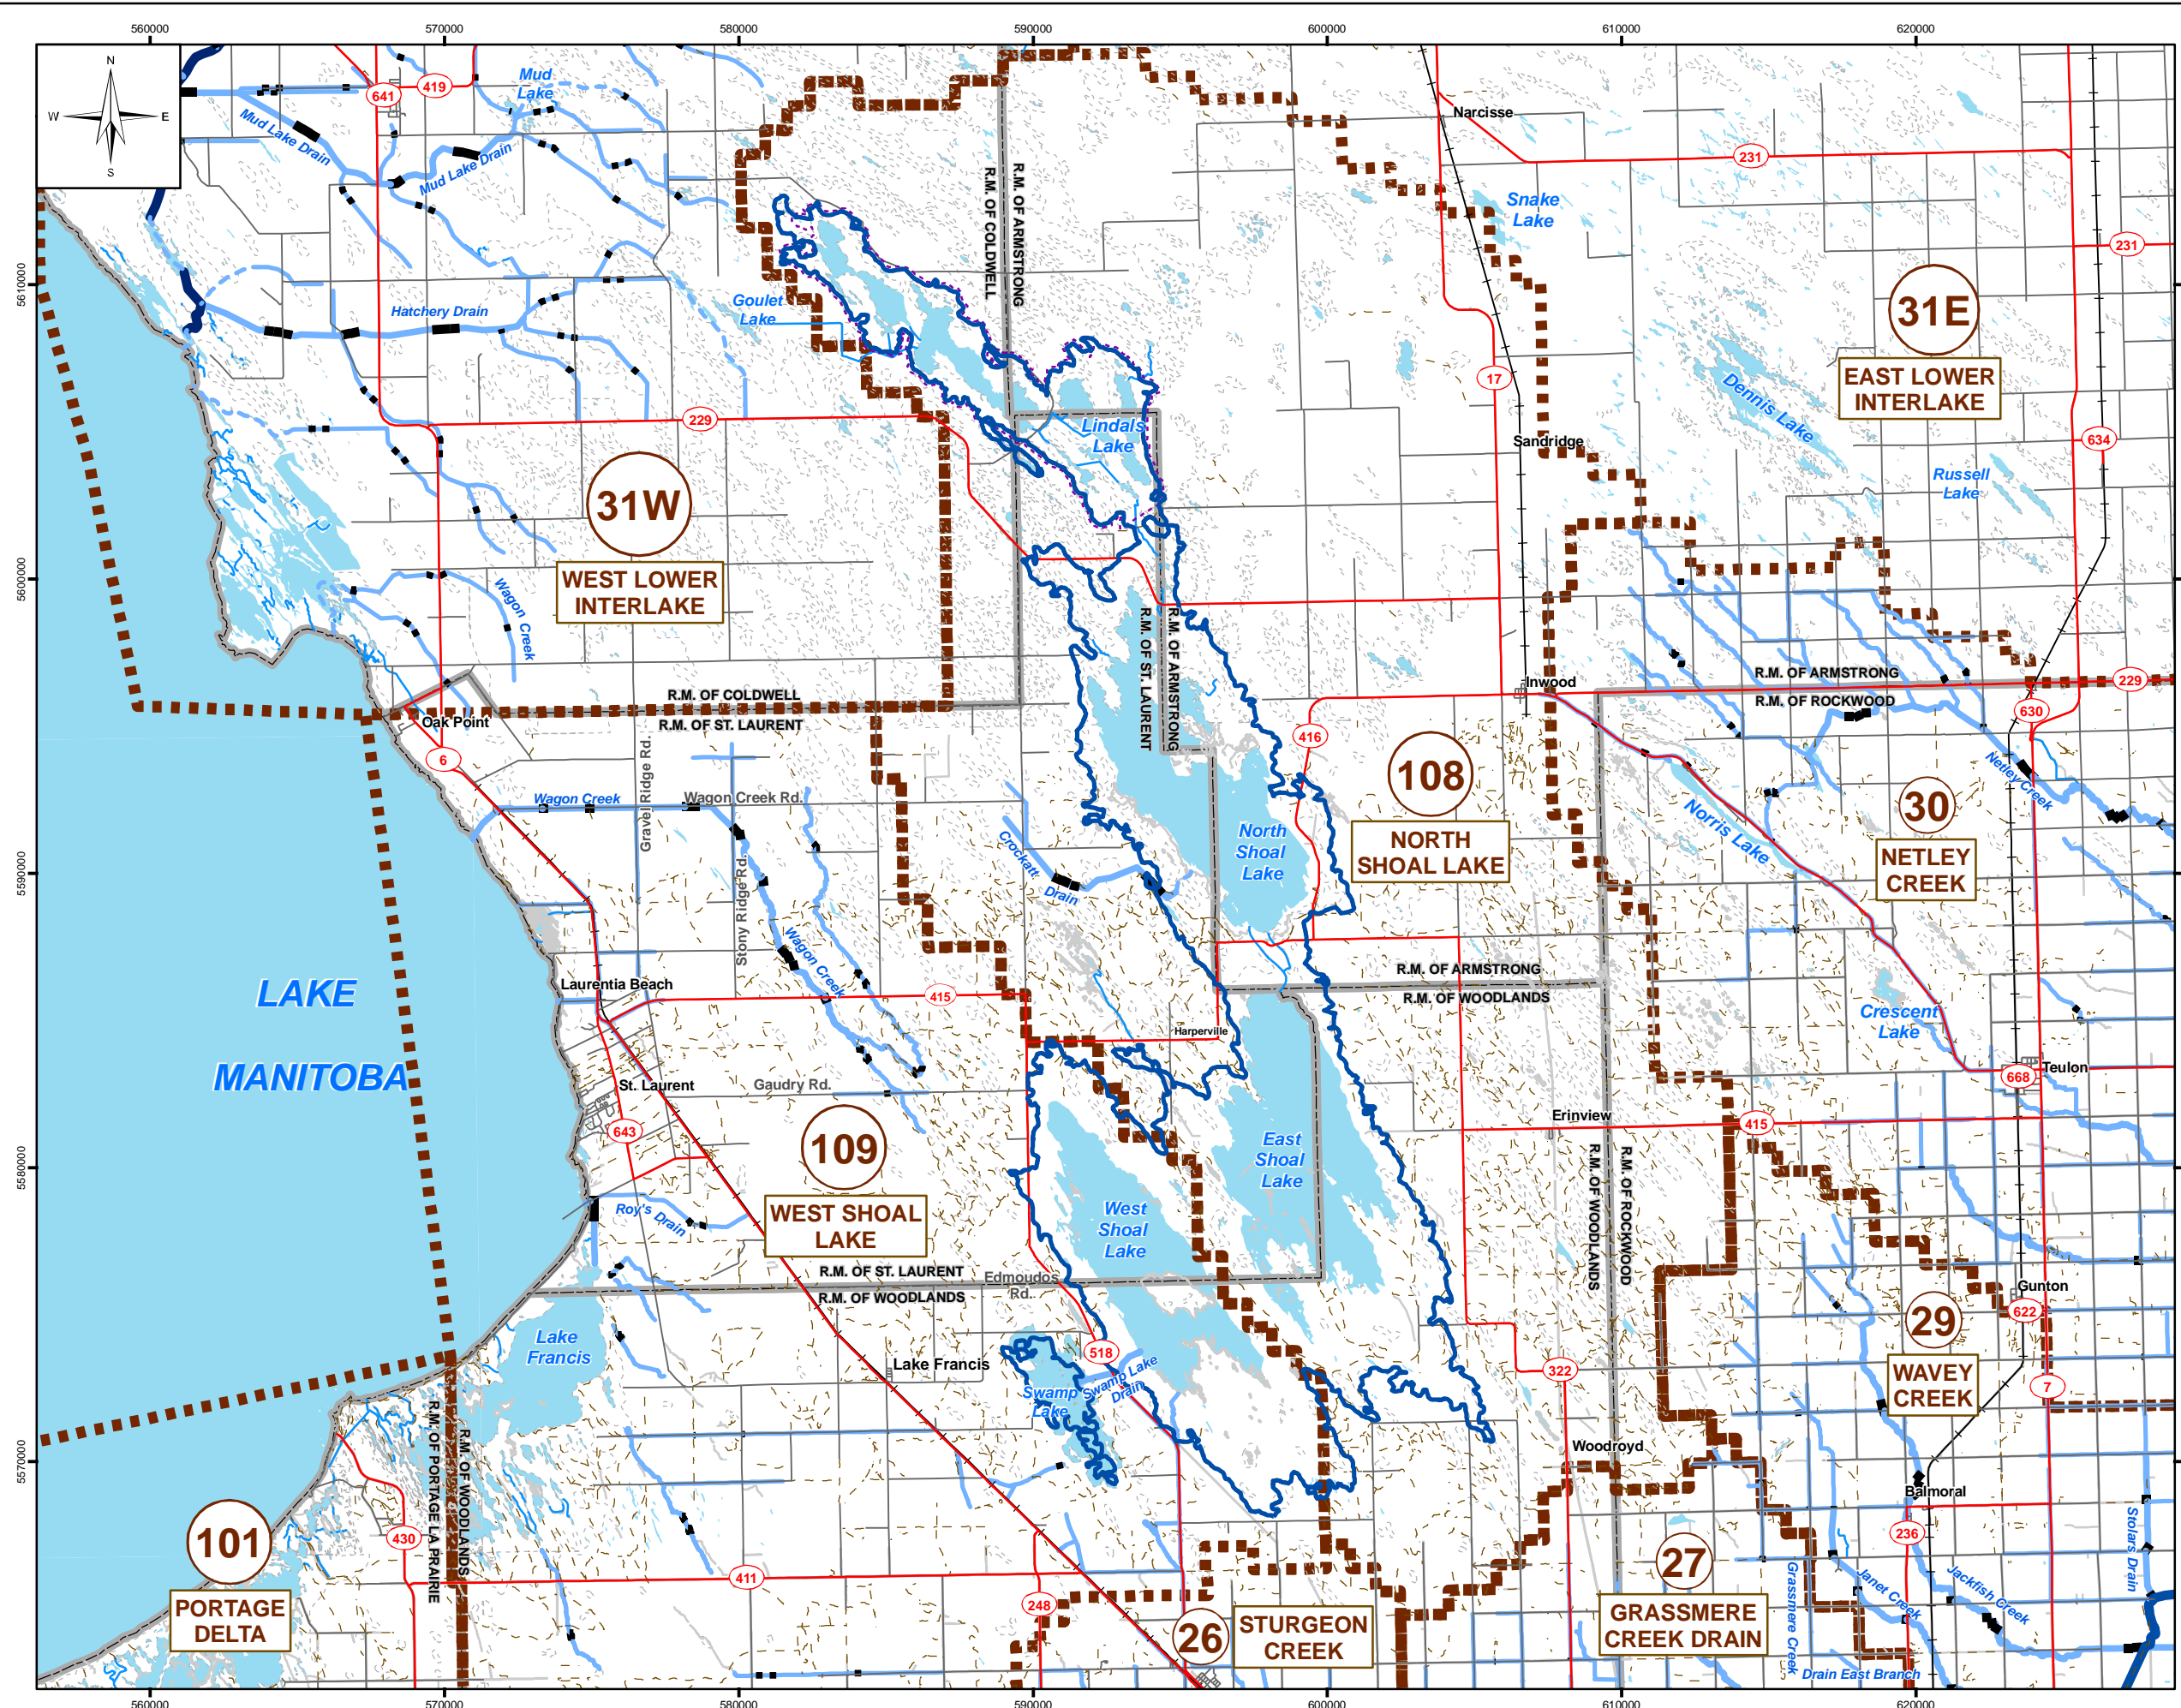 560000
570000
580000
590000
600000
610000
620000
N
W
E
S
641
419
Mud
Lake
Mud Lake Drain
Mud Lake Drain
Narcisse
231
Snake
Lake
231
R.M. OF COLDWELL
R.M. OF ARMSTRONG
5610000
Goulet
Lake
Hatchery Drain
31E
EAST LOWER
INTERLAKE
17
Dennis Lake
229
Lindals
Lake
Sandridge
634
Russell
Lake
31W
WEST LOWER
INTERLAKE
5600000
Wagon Creek
R.M. OF ST. LAURENT
R.M. OF ARMSTRONG
R.M. OF COLDWELL
R.M. OF ST. LAURENT
Inwood
R.M. OF ARMSTRONG
R.M. OF ROCKWOOD
229
630
Oak Point
6
416
Gravel Ridge Rd.
108
NORTH
SHOAL LAKE
Netley Creek
Wagon Creek
Wagon Creek Rd.
Norris Lake
30
NETLEY
CREEK
North
Shoal
Lake
Crockatt
Drain
5590000
Stony Ridge Rd.
Wagon Creek
LAKE
MANITOBA
Laurentia Beach
415
R.M. OF ARMSTRONG
R.M. OF WOODLANDS
Crescent
Lake
Harperville
St. Laurent
Gaudry Rd.
668
Teulon
643
109
WEST SHOAL
LAKE
Erinview
415
East
Shoal
Lake
5580000
R.M. OF WOODLANDS
R.M. OF ROCKWOOD
West
Shoal
Lake
Roy's Drain
R.M. OF ST. LAURENT
R.M. OF WOODLANDS
Edmoudos
Rd.
Gunton
622
29
WAVEY
CREEK
Lake
Francis
Lake Francis
518
322
7
Swamp
Lake
Swamp Lake
Drain
R.M. OF PORTAGE LA PRAIRIE
R.M. OF WOODLANDS
5570000
Woodroyd
Balmoral
101
PORTAGE
DELTA
430
411
248
26
STURGEON
CREEK
27
GRASSMERE
CREEK DRAIN
236
Grassmere Creek
Drain East Branch
Janet Creek
Jackfish Creek
Stolars Drain
560000
570000
580000
590000
600000
610000
620000